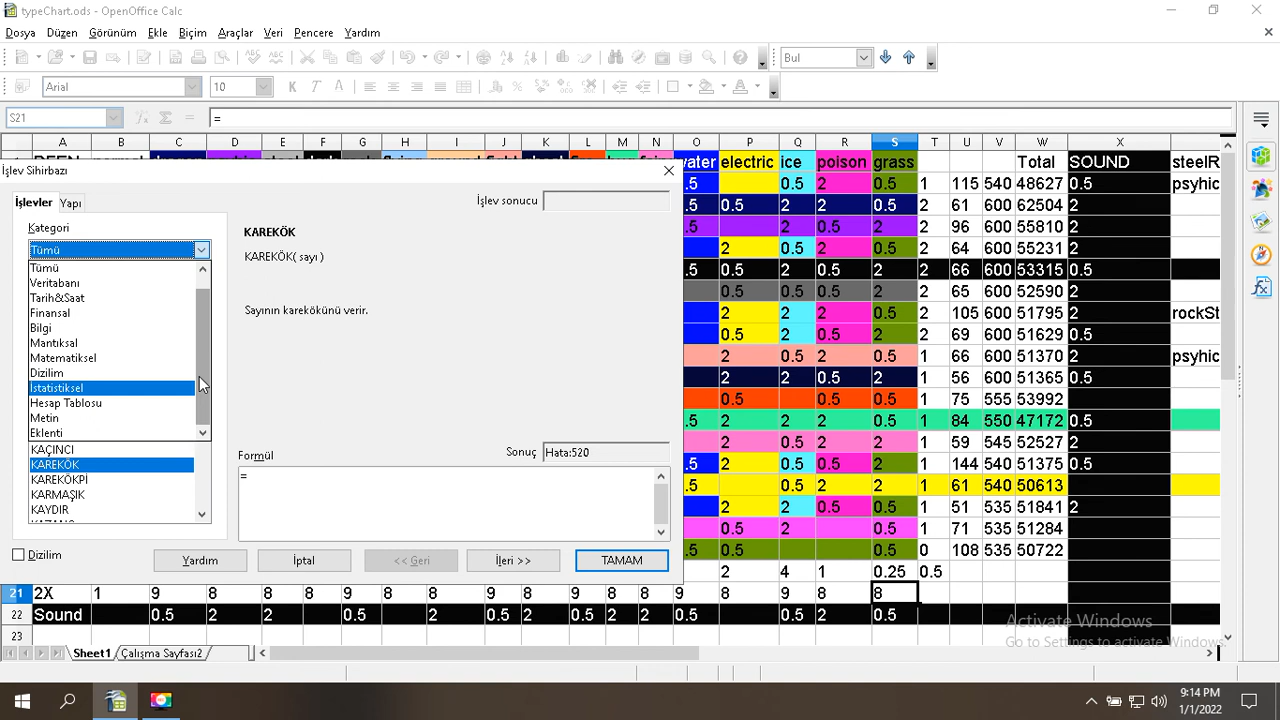 typeChart.ods - OpenOffice Calc
Dosya Düzen Görünüm Ekle Biçim Araçlar Veri Pencere Yardım
Bul
Arial 10
S21 =
A B C D E F G H I J K L M N O P Q R S T U V W X
water electric ice poison grass Total SOUND steelR
İşlev Sihirbazı
İşlevler Yapı
İşlev sonucu
Kategori
Tümü
Tümü
Veritabanı
Tarih&Saat
Finansal
Bilgi
Mantıksal
Matematiksel
Dizilim
İstatistiksel
Hesap Tablosu
Metin
Eklenti
KAÇINCI
KAREKÖK
KAREKÖKPİ
KARMAŞIK
KAYDIR
KAREKÖK
KAREKÖK( sayı )
Sayının karekökünü verir.
Formül
Sonuç Hata:520
=
Dizilim
Yardım İptal << Geri İleri >> TAMAM
.5 0.5 2 0.5 1 115 540 48627 0.5 psyhic
0.5 2 2 0.5 2 61 600 62504 2
.5 2 0.5 2 2 96 600 55810 2
2 0.5 2 2 2 64 600 55231 2
.5 0.5 2 0.5 2 2 66 600 53315 0.5
0.5 0.5 2 2 65 600 52590 2
2 2 2 0.5 2 105 600 51795 2 rockSt
0.5 2 0.5 0.5 2 69 600 51629 0.5
2 0.5 2 0.5 1 66 600 51370 2 psyhic
2 2 0.5 2 1 56 600 51365 0.5
0.5 0.5 1 75 555 53992
.5 2 2 2 0.5 1 84 550 47172 0.5
2 0.5 2 2 1 59 545 52527 2
.5 2 0.5 0.5 2 1 144 540 51375 0.5
.5 0.5 2 2 1 61 540 50613
2 2 0.5 0.5 1 51 535 51841 2
0.5 2 1 71 535 51284
.5 0.5 0.5 0 108 535 50722
2 4 1 0.25 0.5
21 2X 1 9 8 8 8 9 8 8 9 8 9 9 8 8 9 8 9 8 8
22 Sound 0.5 2 2 0.5 2 2 0.5 2 0.5 2 2 0.5 2 0.5
23
Activate Windows
Go to Settings to activate Windows.
Sheet1 Çalışma Sayfası2
9:14 PM
1/1/2022